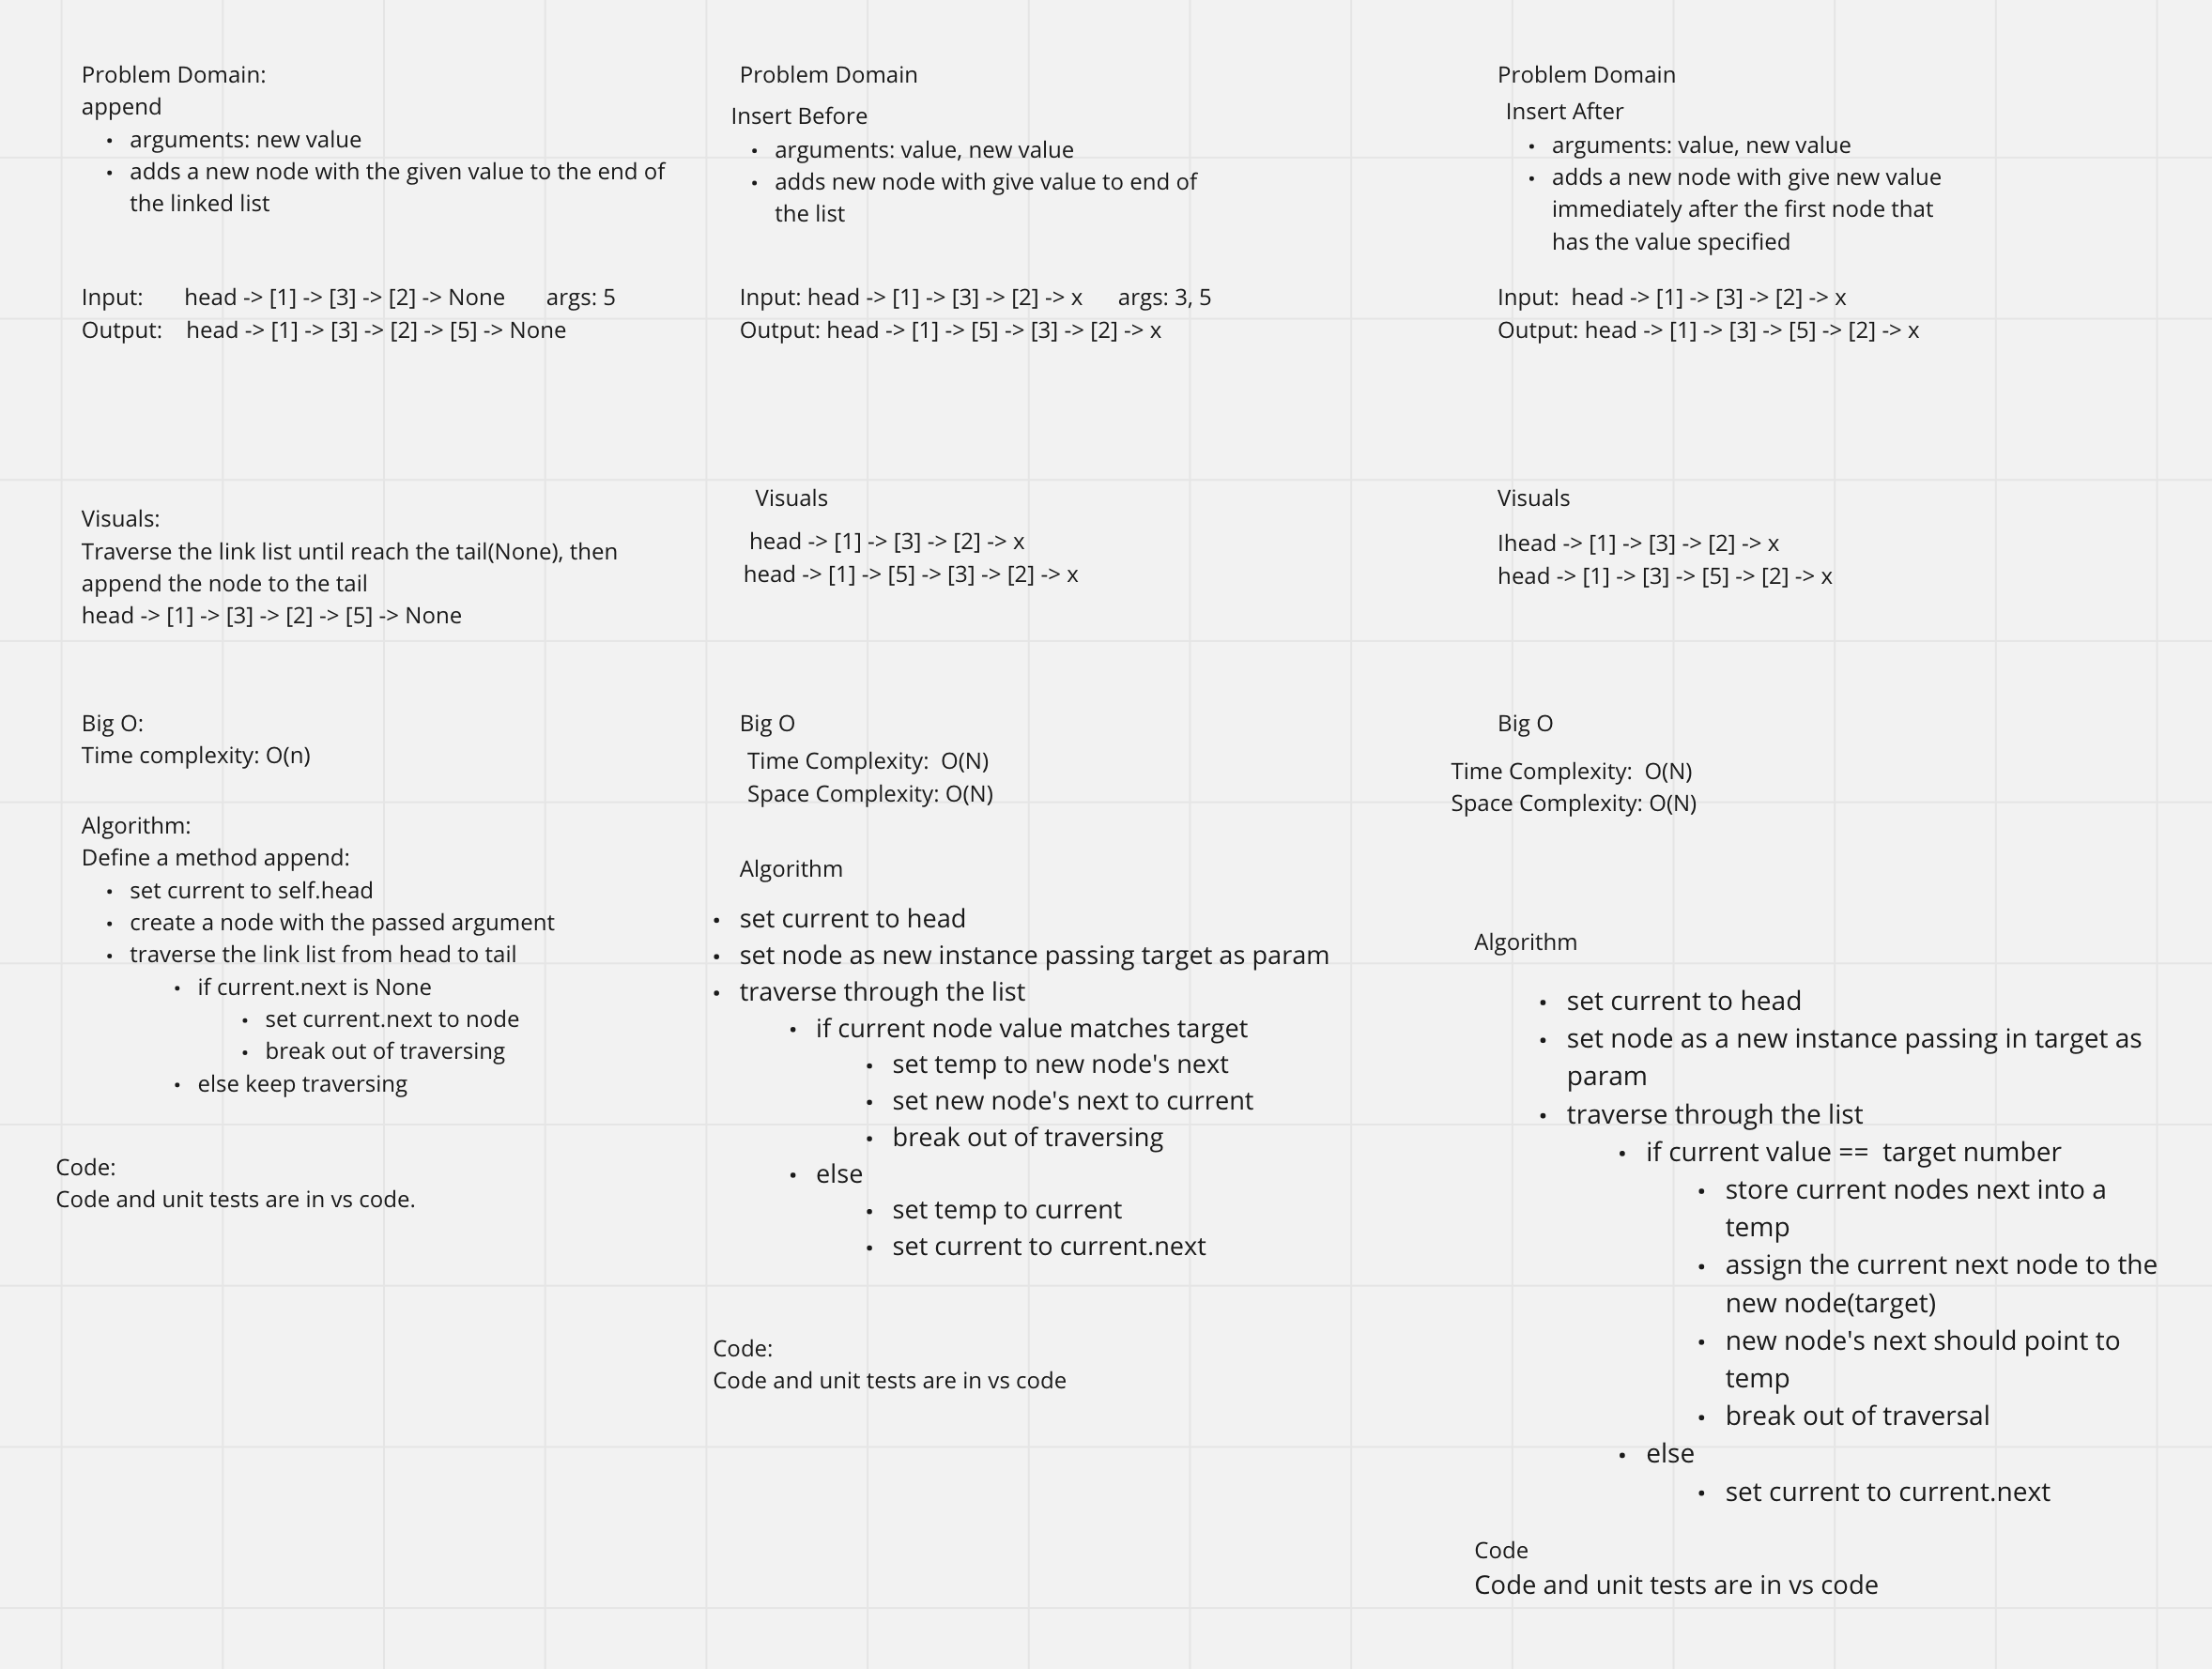 Problem Domain:
append
• arguments: new value
• adds a new node with the given value to the end of
the linked list
Input: head -> [1] -> [3] -> [2] -> None args: 5
Output: head -> [1] -> [3] -> [2] -> [5] -> None
Visuals:
Traverse the link list until reach the tail(None), then
append the node to the tail
head -> [1] -> [3] -> [2] -> [5] -> None
Big O:
Time complexity: O(n)
Algorithm:
Define a method append:
• set current to self.head
• create a node with the passed argument
• traverse the link list from head to tail
• if current.next is None
• set current.next to node
• break out of traversing
• else keep traversing
Code:
Code and unit tests are in vs code.
Problem Domain
Insert Before
• arguments: value, new value
• adds new node with give value to end of
the list
Input: head -> [1] -> [3] -> [2] -> x args: 3, 5
Output: head -> [1] -> [5] -> [3] -> [2] -> x
Visuals
head -> [1] -> [3] -> [2] -> x
head -> [1] -> [5] -> [3] -> [2] -> x
Big O
Time Complexity: O(N)
Space Complexity: O(N)
Algorithm
• set current to head
• set node as new instance passing target as param
• traverse through the list
• if current node value matches target
• set temp to new node's next
• set new node's next to current
• break out of traversing
• else
• set temp to current
• set current to current.next
Code:
Code and unit tests are in vs code
Problem Domain
Insert After
• arguments: value, new value
• adds a new node with give new value
immediately after the first node that
has the value specified
Input: head -> [1] -> [3] -> [2] -> x
Output: head -> [1] -> [3] -> [5] -> [2] -> x
Visuals
Ihead -> [1] -> [3] -> [2] -> x
head -> [1] -> [3] -> [5] -> [2] -> x
Big O
Time Complexity: O(N)
Space Complexity: O(N)
Algorithm
• set current to head
• set node as a new instance passing in target as
param
• traverse through the list
• if current value == target number
• store current nodes next into a
temp
• assign the current next node to the
new node(target)
• new node's next should point to
temp
• break out of traversal
• else
• set current to current.next
Code
Code and unit tests are in vs code